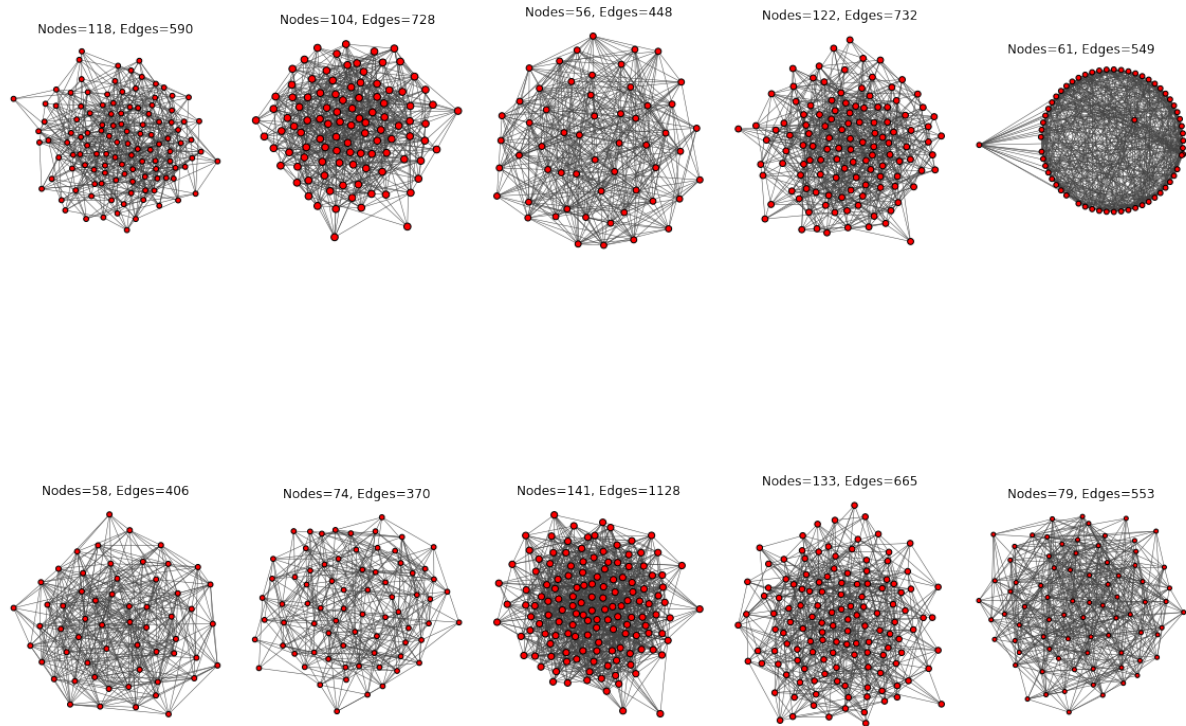 Nodes=118, Edges=590
Nodes=104, Edges=728
Nodes=56, Edges=448
Nodes=122, Edges=732
Nodes=61, Edges=549
Nodes=58, Edges=406
Nodes=74, Edges=370
Nodes=141, Edges=1128
Nodes=133, Edges=665
Nodes=79, Edges=553